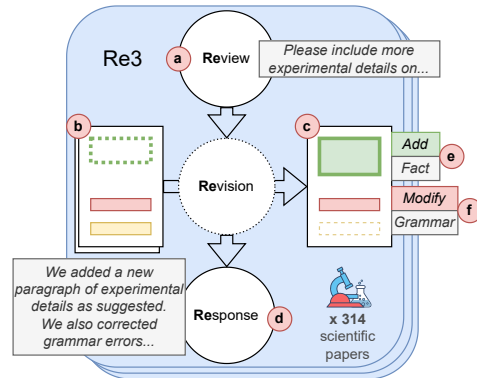 Re3
a
Review
Please include more
experimental details on...
b
c
Add
Fact
e
Revision
Modify
Grammar
f
We added a new
paragraph of experimental
details as suggested.
We also corrected
grammar errors...
Response
d
x 314
scientific
papers